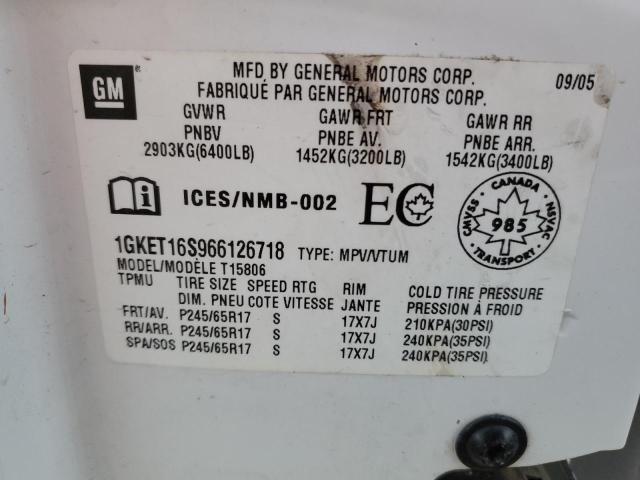 GM
MFD BY GENERAL MOTORS CORP. 09/05
FABRIQUÉ PAR GENERAL MOTORS CORP.
GVWR GAWR FRT GAWR RR
PNBV PNBE AV. PNBE ARR.
2903KG(6400LB) 1452KG(3200LB) 1542KG(3400LB)
i ICES/NMB-002 EC
CANADA
CMVSS 985 NSVAC
TRANSPORT
1GKET16S966126718 TYPE: MPV/VTUM
MODEL/MODÈLE T15806
TPMU TIRE SIZE SPEED RTG RIM COLD TIRE PRESSURE
DIM. PNEU COTE VITESSE JANTE PRESSION À FROID
FRT/AV. P245/65R17 S 17X7J 210KPA(30PSI)
RR/ARR. P245/65R17 S 17X7J 240KPA(35PSI)
SPA/SOS P245/65R17 S 17X7J 240KPA(35PSI)